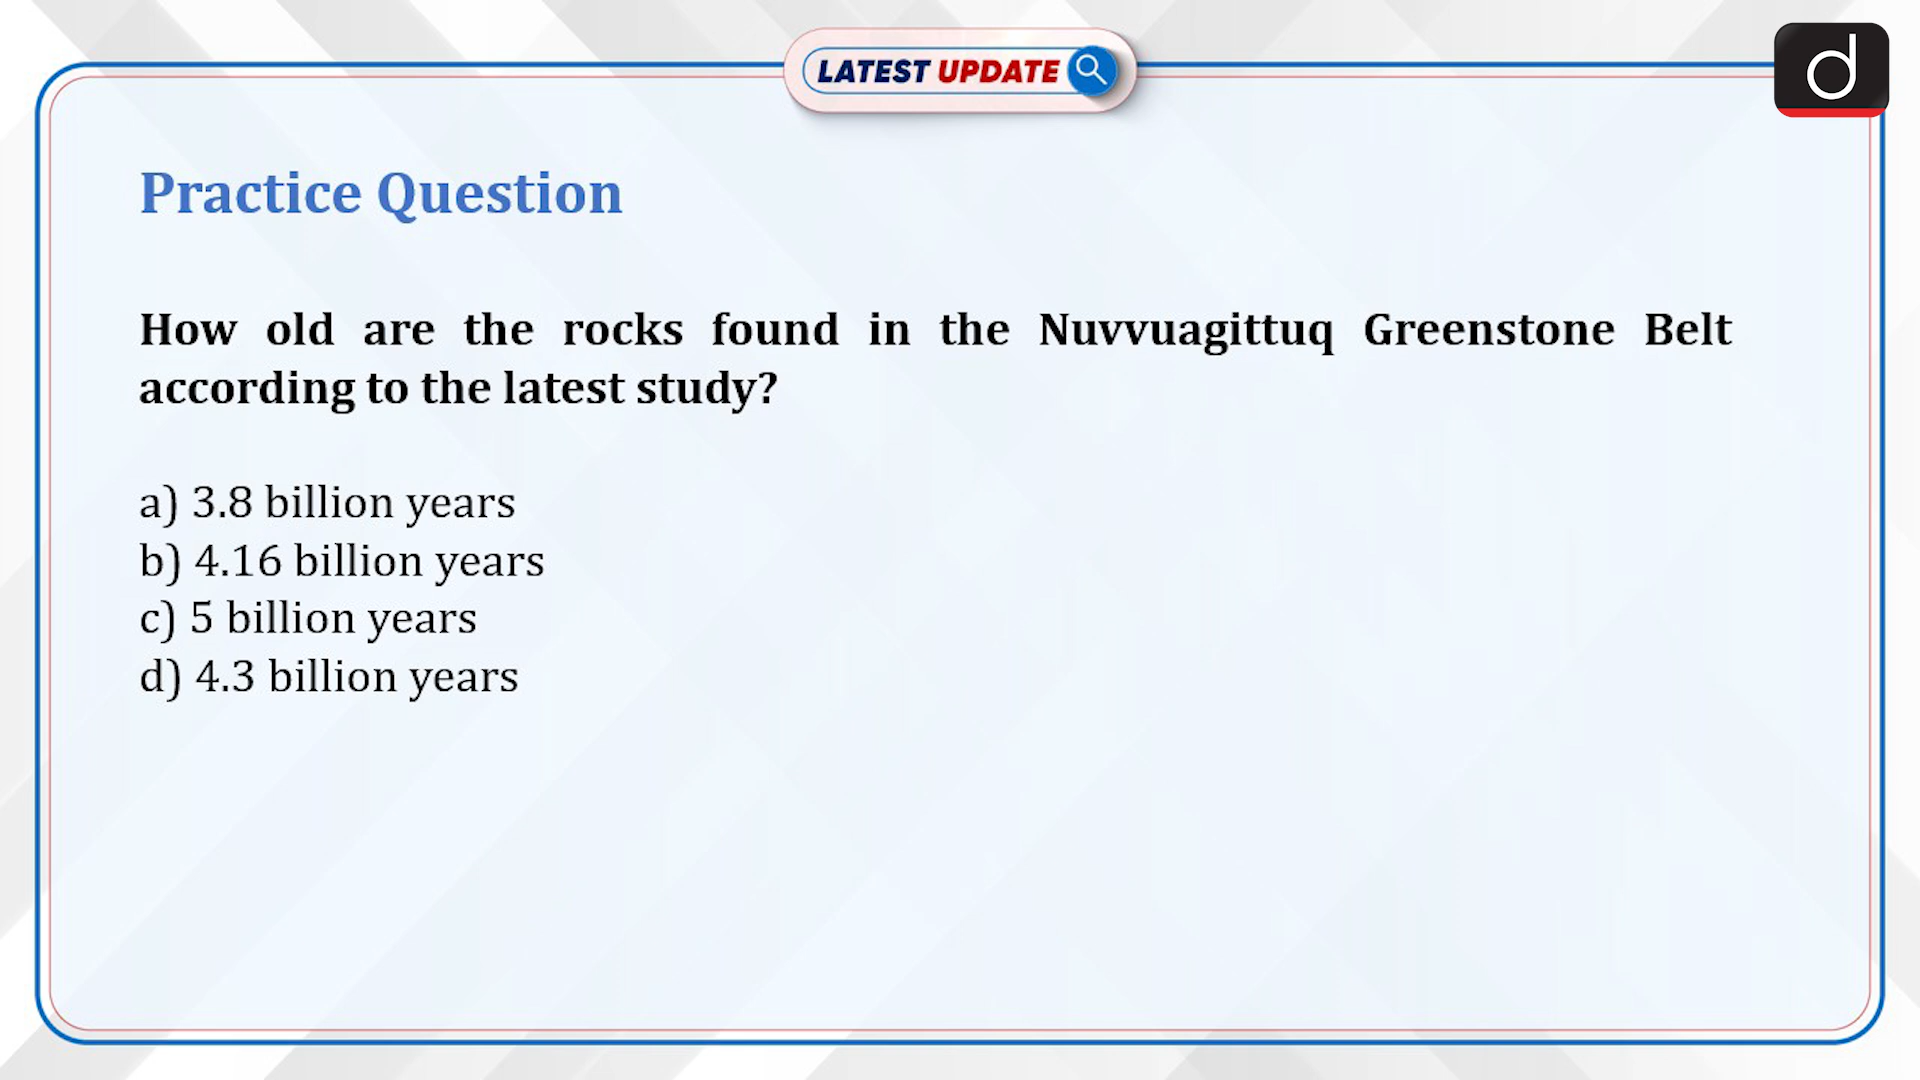 LATEST UPDATE
d
Practice Question
How old are the rocks found in the Nuvvuagittuq Greenstone Belt
according to the latest study?
a) 3.8 billion years
b) 4.16 billion years
c) 5 billion years
d) 4.3 billion years